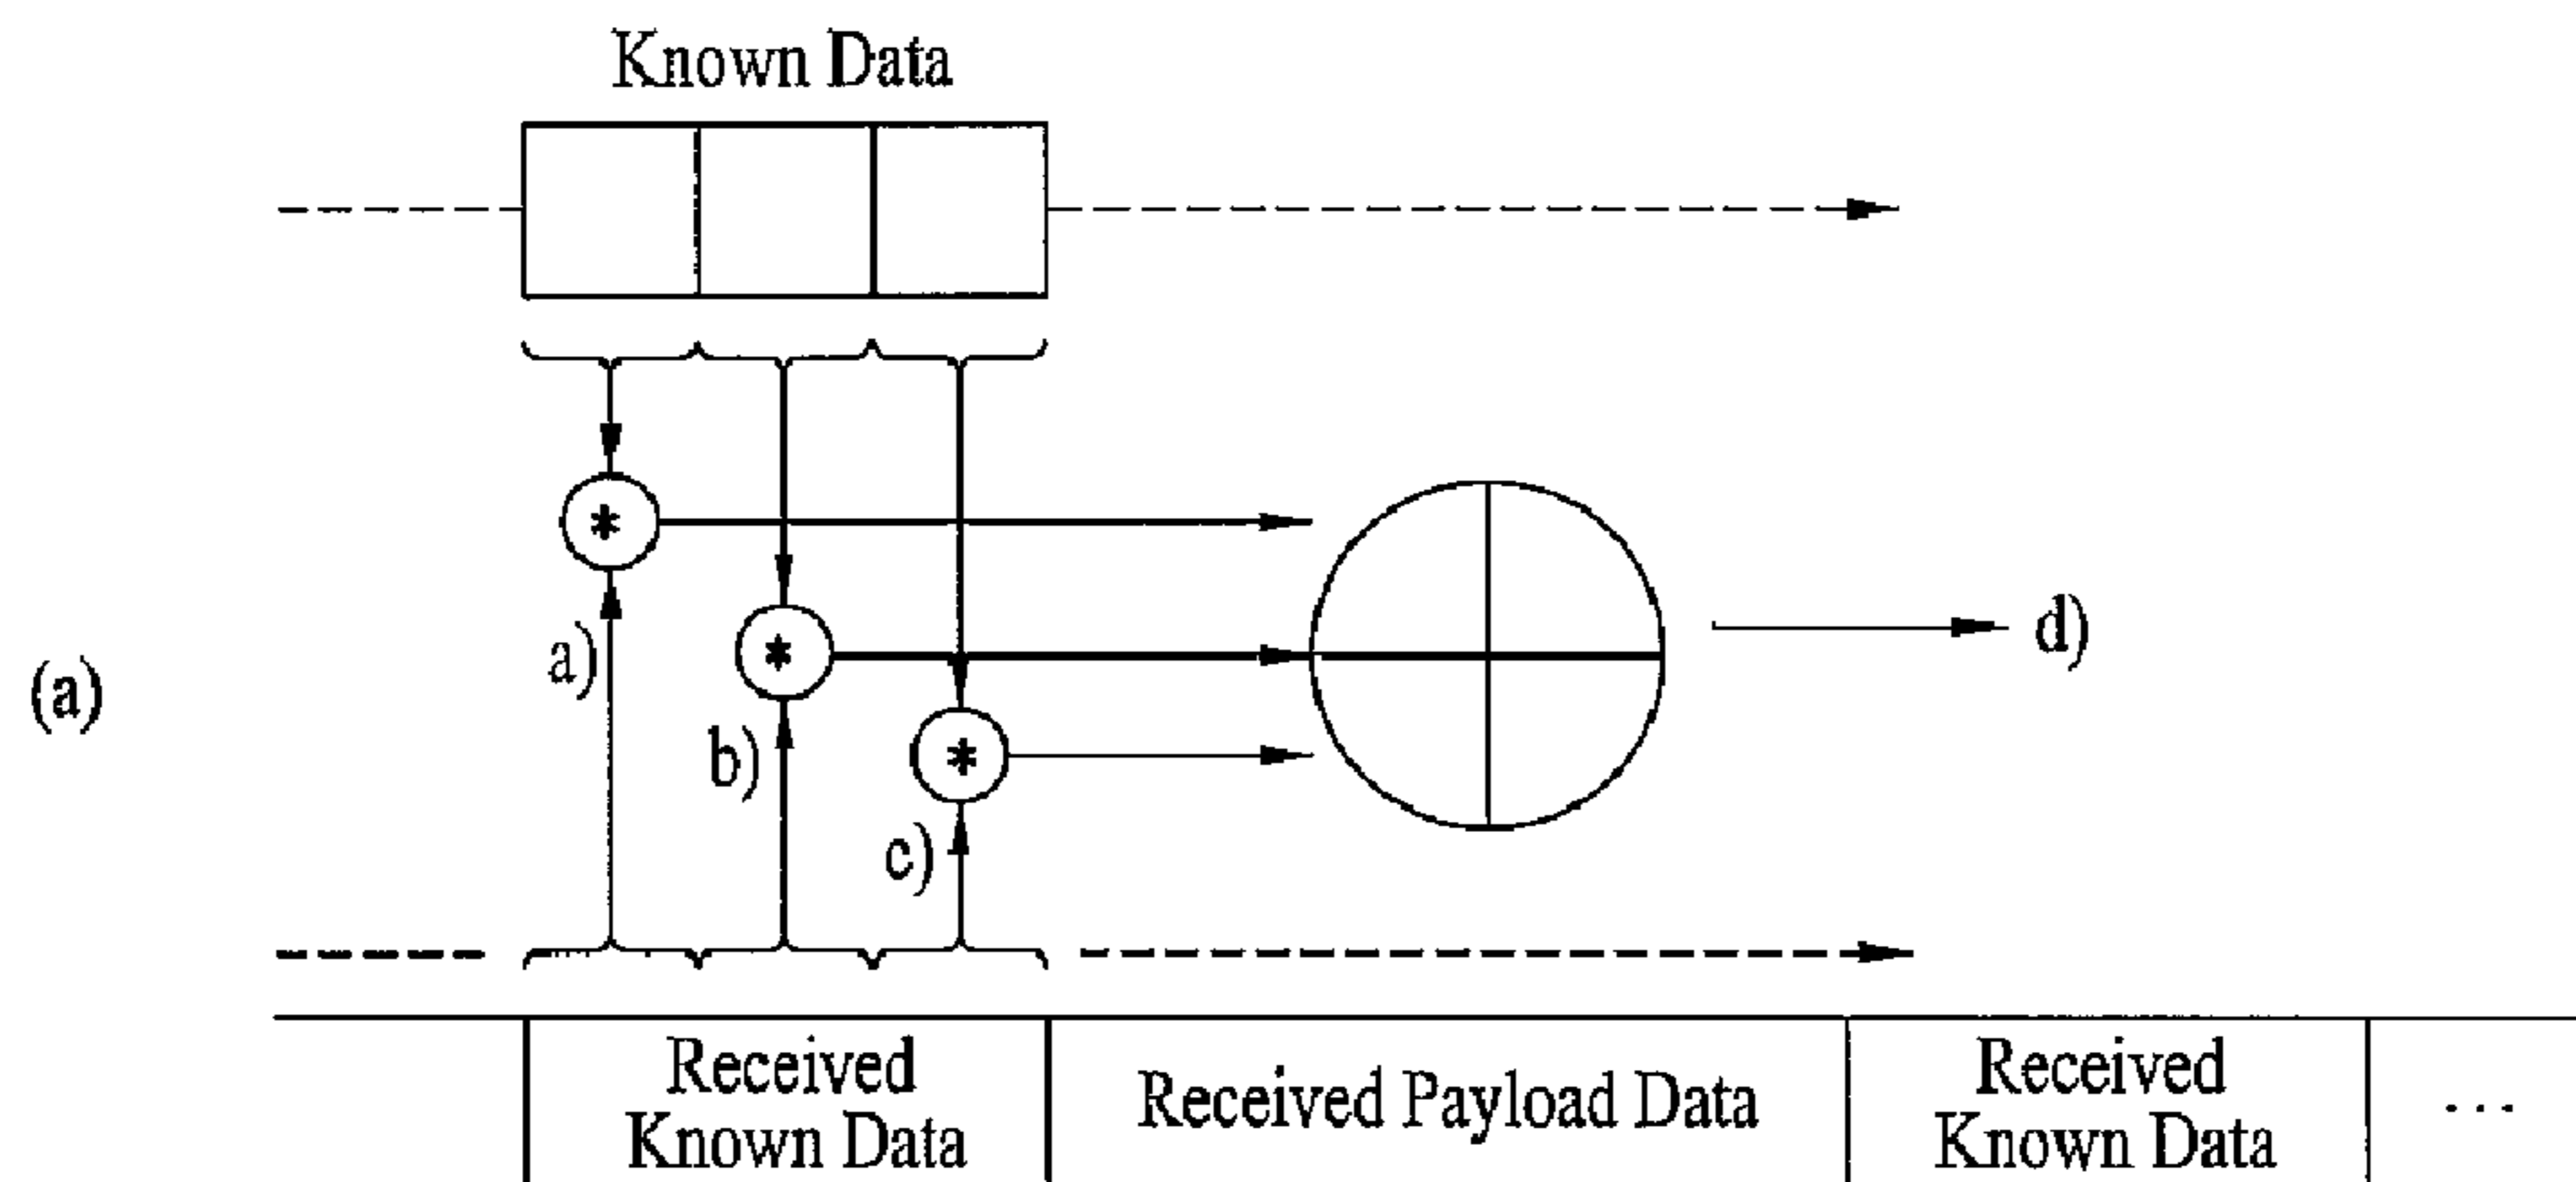 Known Data
*
a)
*
(a)
b)
*
c)
d)
Received
Known Data
Received Payload Data
Received
Known Data
...